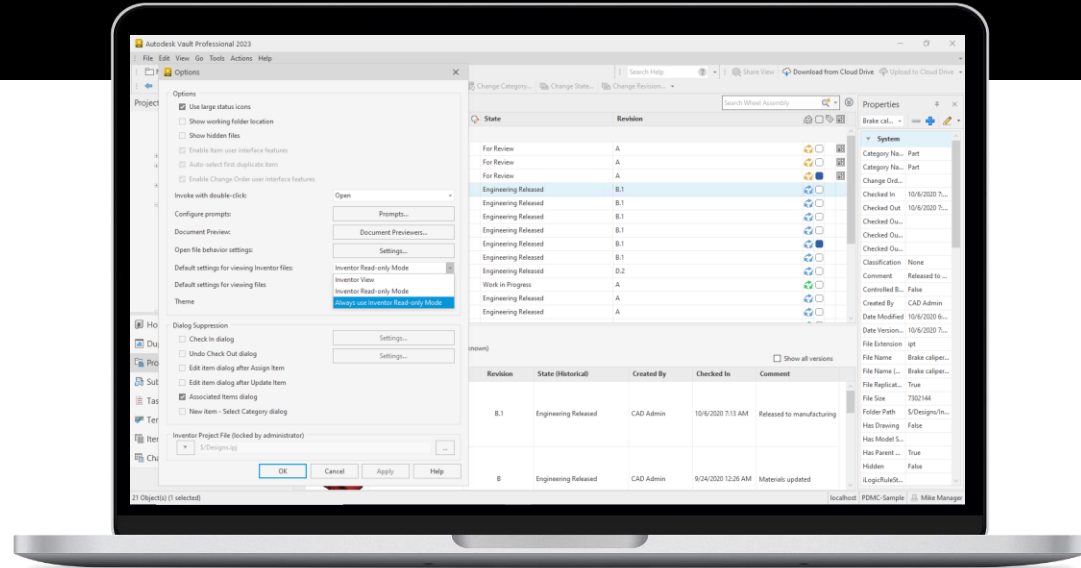 Autodesk Vault Professional 2023
File Edit View Go Tools Actions Help
Options
Search Help
Share View
Download from Cloud Drive
Upload to Cloud Drive
Change Category...
Change State...
Change Revision...
Project
Search Wheel Assembly
Properties
Brake cal...
State
Revision
For Review A
For Review A
For Review A
Engineering Released B.1
Engineering Released B.1
Engineering Released B.1
Engineering Released B.1
Engineering Released B.1
Engineering Released B.1
Engineering Released D.2
Work in Progress A
Engineering Released A
Engineering Released A
Options
Use large status icons
Show working folder location
Show hidden files
Enable Item user interface features
Auto-select first duplicate item
Enable Change Order user interface features
Invoke with double-click: Open
Configure prompts: Prompts...
Document Preview: Document Previewers...
Open file behavior settings: Settings...
Default settings for viewing Inventor files: Inventor Read-only Mode
Default settings for viewing files
Inventor View
Inventor Read-only Mode
Always use Inventor Read-only Mode
Theme
Dialog Suppression
Check In dialog Settings...
Undo Check Out dialog Settings...
Edit item dialog after Assign Item
Edit item dialog after Update Item
Associated Items dialog
New item - Select Category dialog
Inventor Project File (locked by administrator)
$/Designs.ipj
...
OK Cancel Apply Help
Ho
Du
Pro
Sub
Tas
Ter
Iter
Cha
nown)
Show all versions
Revision State (Historical) Created By Checked In Comment
B.1 Engineering Released CAD Admin 10/6/2020 7:13 AM Released to manufacturing
B Engineering Released CAD Admin 9/24/2020 12:26 AM Materials updated
System
Category Na... Part
Category Na... Part
Change Ord...
Checked In 10/6/2020 7:...
Checked Out 10/6/2020 7:...
Checked Ou...
Checked Ou...
Checked Ou...
Classification None
Comment Released to ...
Controlled B... False
Created By CAD Admin
Date Modified 10/6/2020 6:...
Date Version... 10/6/2020 7:...
File Extension ipt
File Name Brake caliper...
File Name (... Brake caliper...
File Replicat... True
File Size 7302144
Folder Path $/Designs/In...
Has Drawing False
Has Model S...
Has Parent ... True
Hidden False
iLogicRuleSt...
21 Object(s) (1 selected)
localhost PDMC-Sample Mike Manager